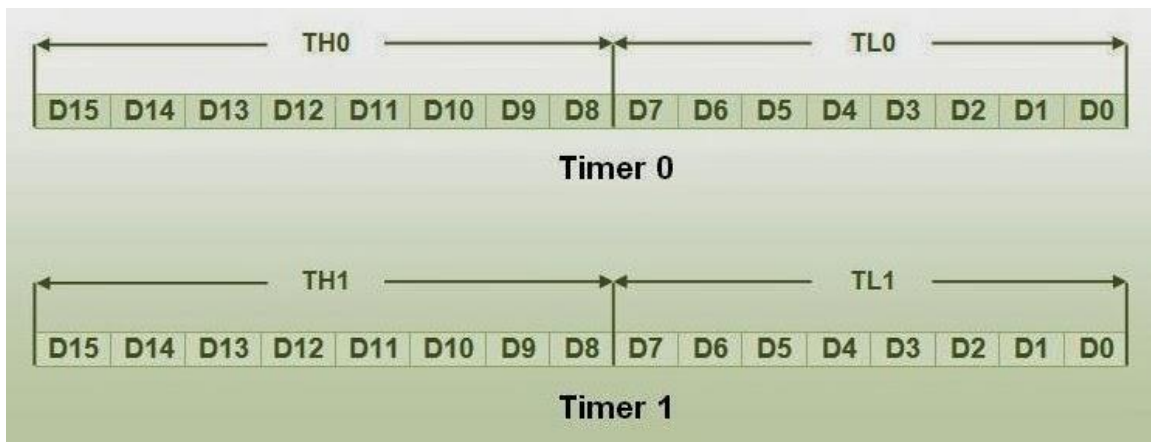 TH0 TL0
D15 D14 D13 D12 D11 D10 D9 D8 D7 D6 D5 D4 D3 D2 D1 D0
Timer 0
TH1 TL1
D15 D14 D13 D12 D11 D10 D9 D8 D7 D6 D5 D4 D3 D2 D1 D0
Timer 1